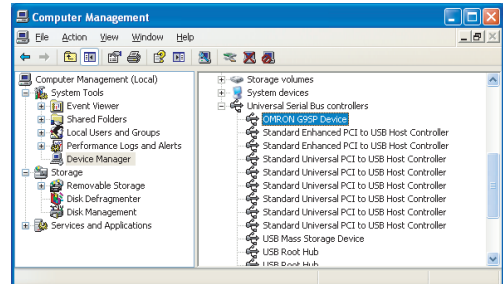 Computer Management
File Action View Window Help
Computer Management (Local)
System Tools
Event Viewer
Shared Folders
Local Users and Groups
Performance Logs and Alerts
Device Manager
Storage
Removable Storage
Disk Defragmenter
Disk Management
Services and Applications
Storage volumes
System devices
Universal Serial Bus controllers
OMRON G9SP Device
Standard Enhanced PCI to USB Host Controller
Standard Enhanced PCI to USB Host Controller
Standard Universal PCI to USB Host Controller
Standard Universal PCI to USB Host Controller
Standard Universal PCI to USB Host Controller
Standard Universal PCI to USB Host Controller
Standard Universal PCI to USB Host Controller
Standard Universal PCI to USB Host Controller
USB Mass Storage Device
USB Root Hub
USB Root Hub